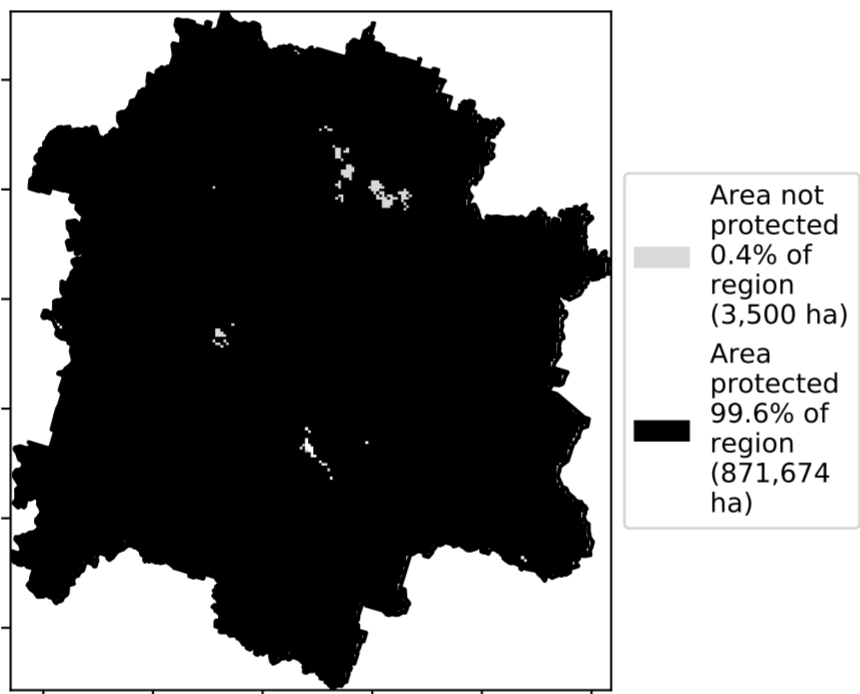 Area not
protected
0.4% of
region
(3,500 ha)
Area
protected
99.6% of
region
(871,674
ha)